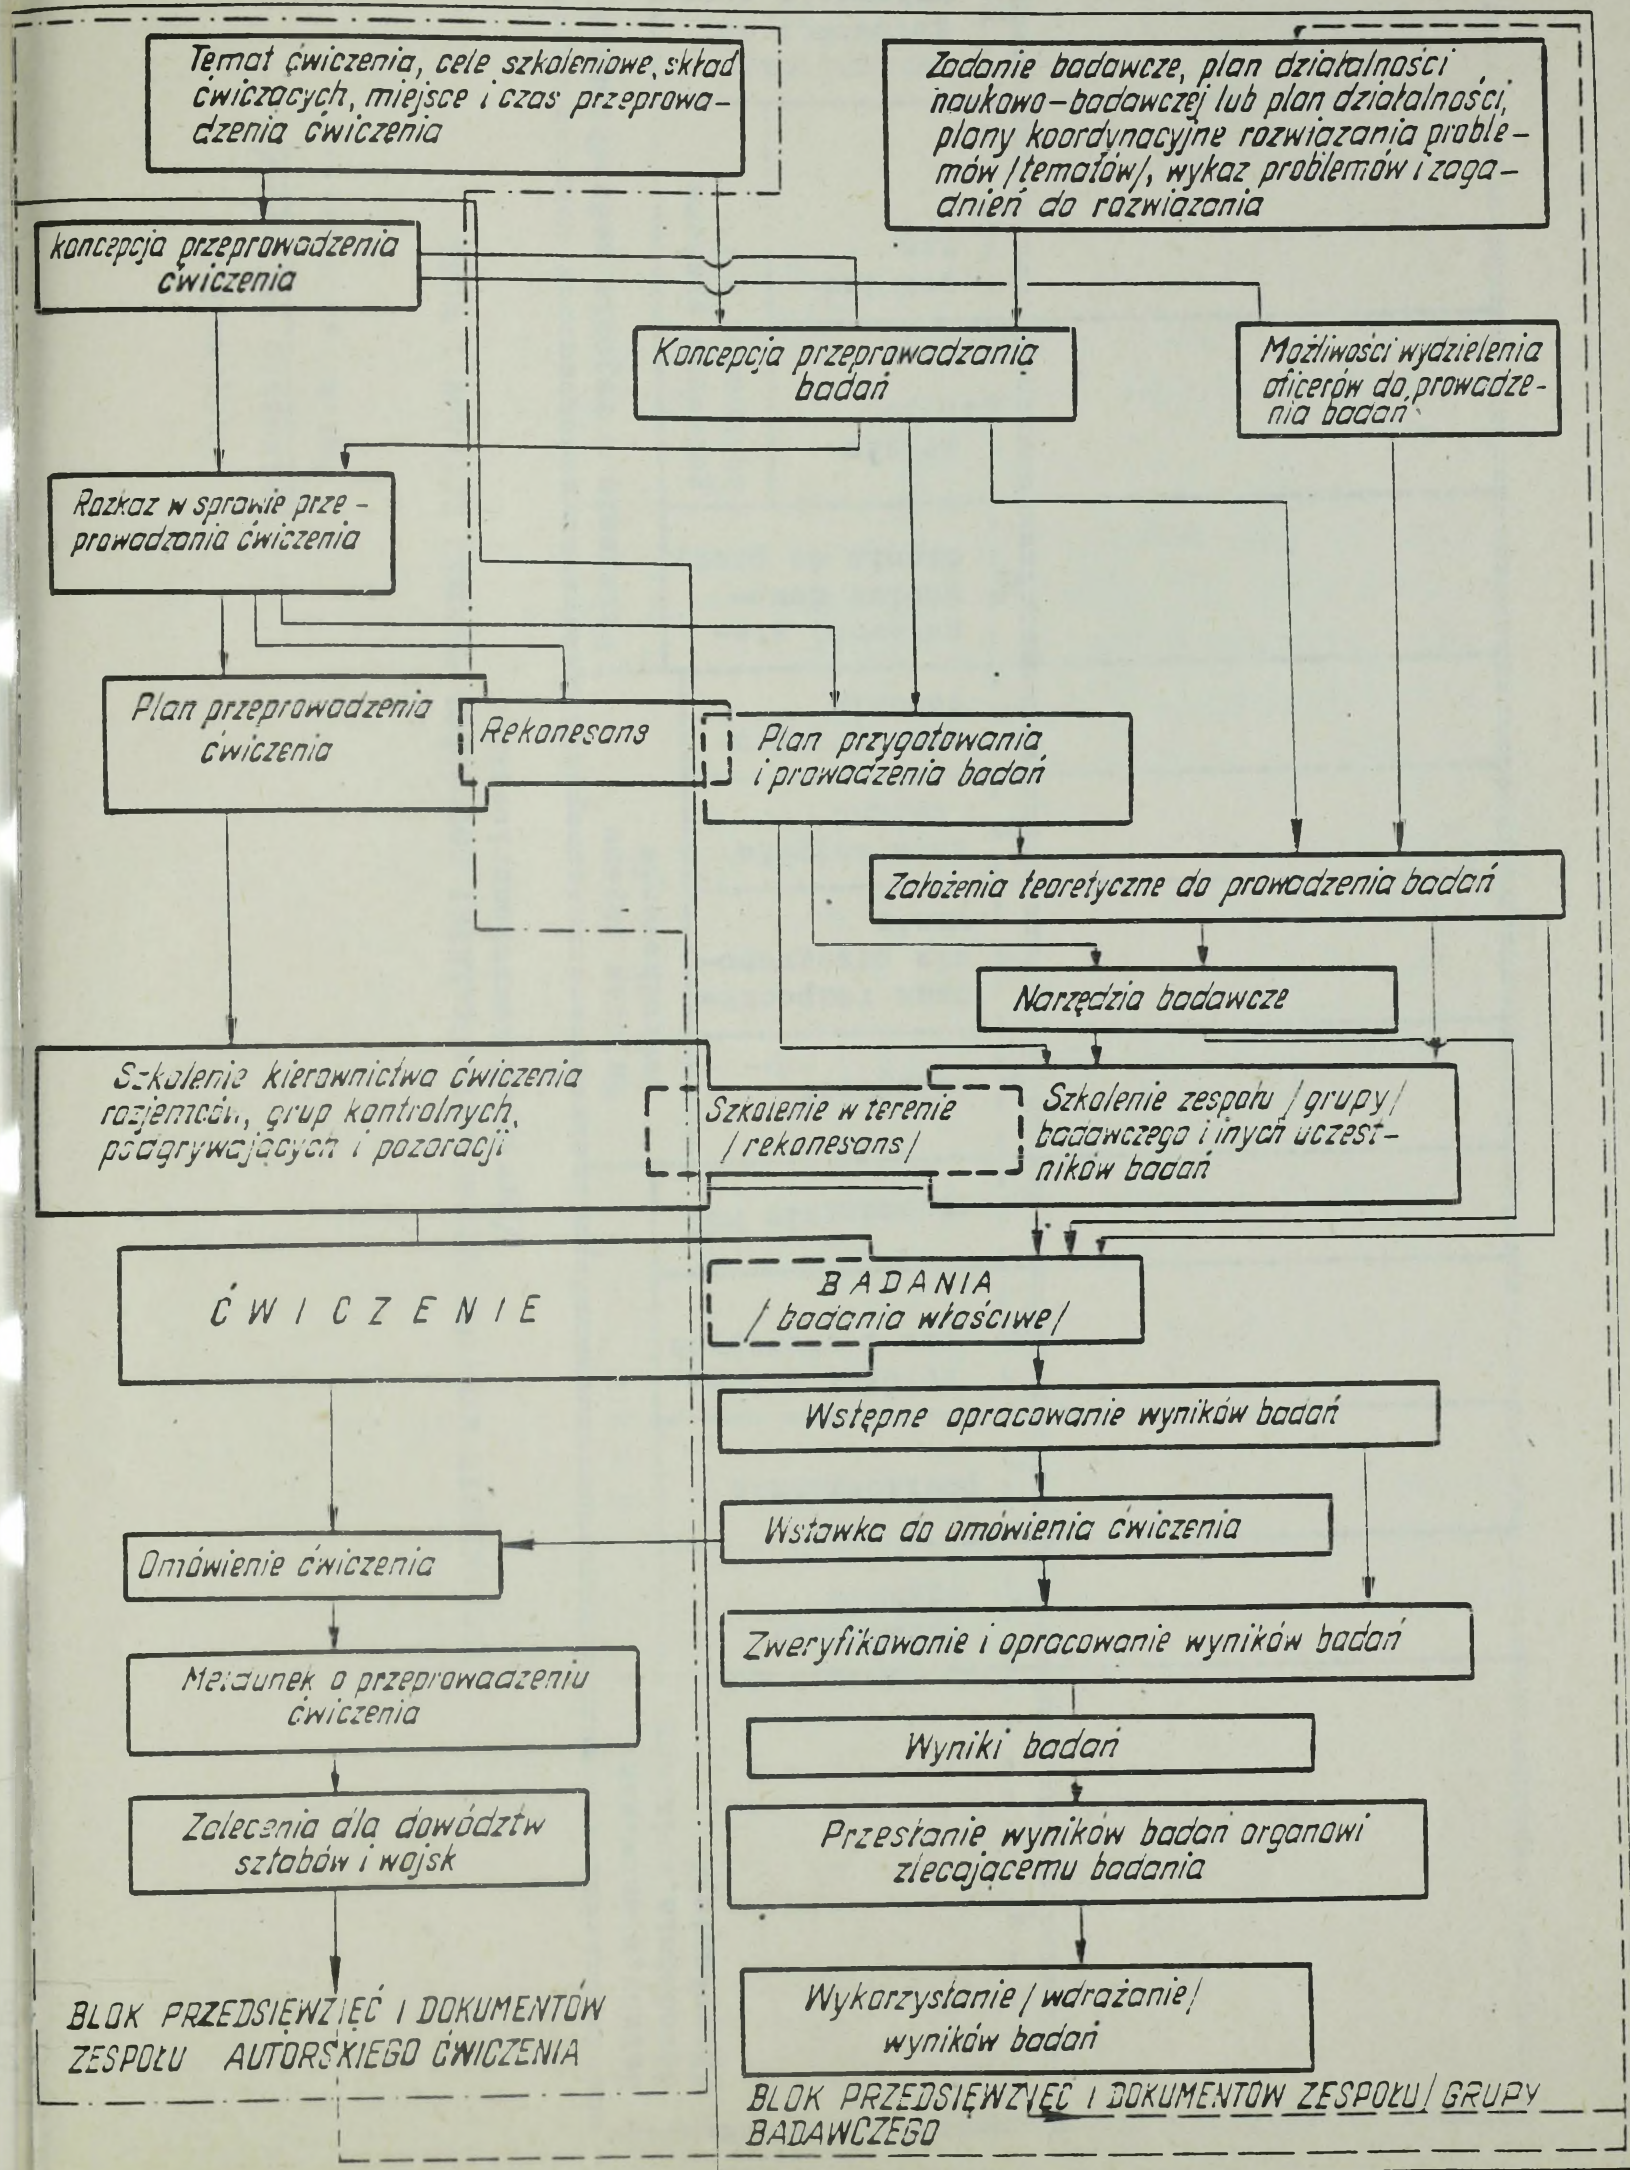 Temat ćwiczenia, cele szkoleniowe, skład
ćwiczących, miejsce i czas przeprowa-
dzenia ćwiczenia
Zadanie badawcze, plan działalności
naukowo-badawczej lub plan działalności,
plany koordynacyjne rozwiązania proble-
mów /tematów/, wykaz problemów i zaga-
dnień do rozwiązania
koncepcja przeprowadzenia
ćwiczenia
Koncepcja przeprowadzania
badań
Możliwości wydzielenia
oficerów do prowadze-
nia badań
Rozkaz w sprawie prze-
prowadzania ćwiczenia
Plan przeprowadzenia
ćwiczenia
Rekonesans
Plan przygotowania
i prowadzenia badań
Założenia teoretyczne do prowadzenia badań
Narzędzia badawcze
Szkolenie kierownictwa ćwiczenia
rozjemców, grup kontrolnych,
podgrywających i pozoracji
Szkolenie w terenie
/rekonesans/
Szkolenie zespołu /grupy/
badawczego i inych uczest-
ników badań
ĆWICZENIE
BADANIA
/badania właściwe/
Wstępne opracowanie wyników badań
Wstawka do omówienia ćwiczenia
Omówienie ćwiczenia
Zweryfikowanie i opracowanie wyników badań
Meldunek o przeprowadzeniu
ćwiczenia
Wyniki badań
Zalecenia dla dowództw
sztabów i wojsk
Przesłanie wyników badań organowi
zlecającemu badania
Wykorzystanie /wdrażanie/
wyników badań
BLOK PRZEDSIĘWZIĘĆ I DOKUMENTÓW
ZESPOŁU AUTORSKIEGO ĆWICZENIA
BLOK PRZEDSIĘWZIĘĆ I DOKUMENTÓW ZESPOŁU/GRUPY
BADAWCZEGO